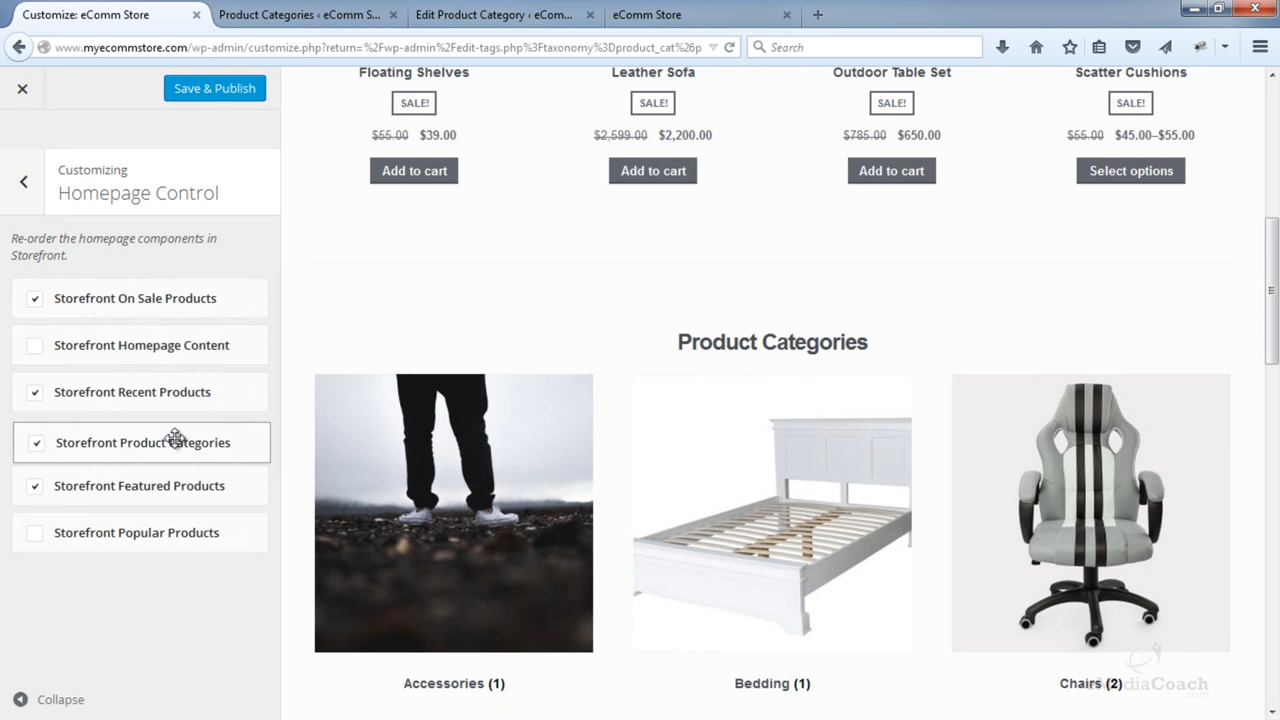 Customize: eComm Store
Product Categories ‹ eComm S...
Edit Product Category ‹ eCom...
eComm Store
www.myecommstore.com/wp-admin/customize.php?return=%2Fwp-admin%2Fedit-tags.php%3Ftaxonomy%3Dproduct_cat%26p
Search
Save & Publish
Customizing
Homepage Control
Re-order the homepage components in
Storefront.
Storefront On Sale Products
Storefront Homepage Content
Storefront Recent Products
Storefront Product Categories
Storefront Featured Products
Storefront Popular Products
Collapse
Floating Shelves
Leather Sofa
Outdoor Table Set
Scatter Cushions
SALE!
SALE!
SALE!
SALE!
$55.00 $39.00
$2,599.00 $2,200.00
$785.00 $650.00
$55.00 $45.00–$55.00
Add to cart
Add to cart
Add to cart
Select options
Product Categories
Accessories (1)
Bedding (1)
Chairs (2)
Coach
.com